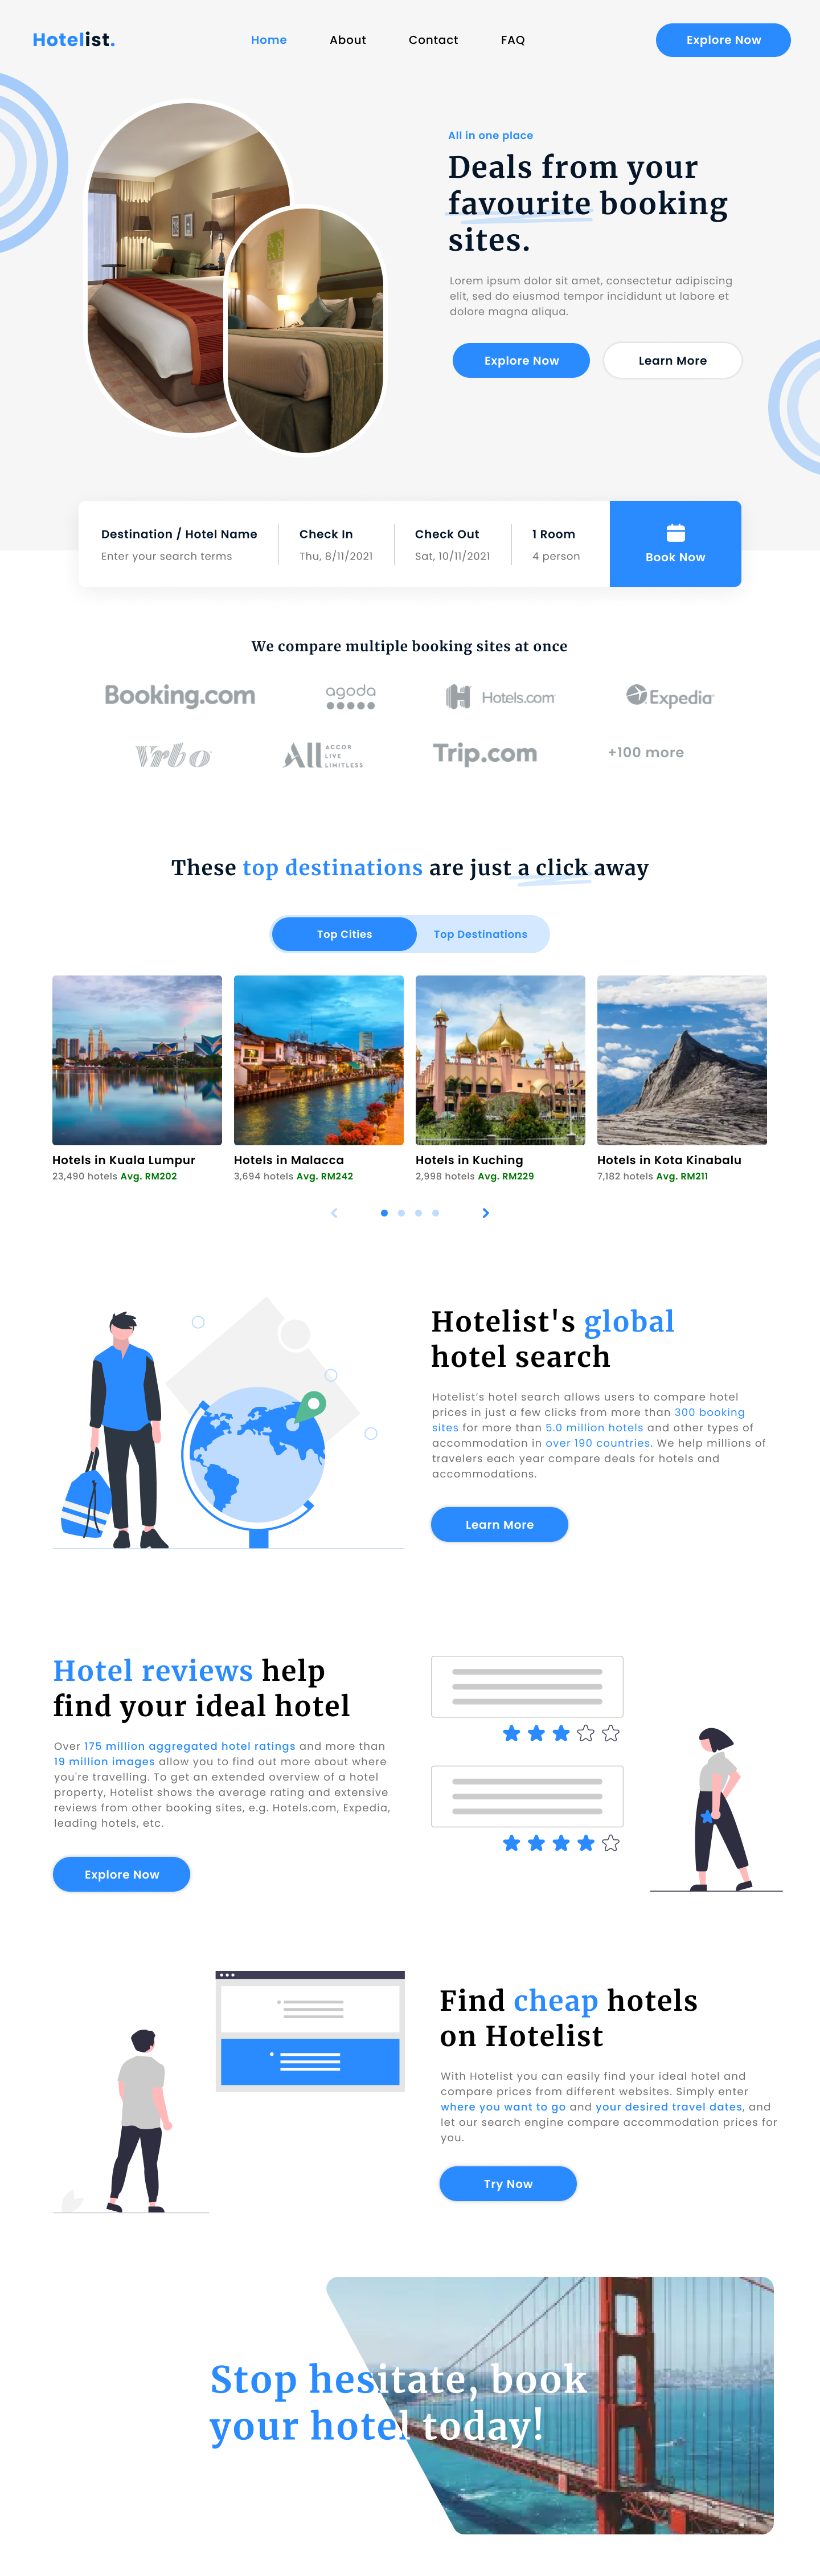 Hotelist.
Home About Contact FAQ
Explore Now
All in one place
Deals from your
favourite booking
sites.
Lorem ipsum dolor sit amet, consectetur adipiscing
elit, sed do eiusmod tempor incididunt ut labore et
dolore magna aliqua.
Explore Now Learn More
Destination / Hotel Name
Enter your search terms
Check In
Thu, 8/11/2021
Check Out
Sat, 10/11/2021
1 Room
4 person
Book Now
We compare multiple booking sites at once
Booking.com
agoda
H Hotels.com
Expedia
Vrbo
All ACCOR
LIVE
LIMITLESS
Trip.com
+100 more
These top destinations are just a click away
Top Cities Top Destinations
Hotels in Kuala Lumpur
23,490 hotels Avg. RM202
Hotels in Malacca
3,694 hotels Avg. RM242
Hotels in Kuching
2,998 hotels Avg. RM229
Hotels in Kota Kinabalu
7,182 hotels Avg. RM211
Hotelist's global
hotel search
Hotelist's hotel search allows users to compare hotel
prices in just a few clicks from more than 300 booking
sites for more than 5.0 million hotels and other types of
accommodation in over 190 countries. We help millions of
travelers each year compare deals for hotels and
accommodations.
Learn More
Hotel reviews help
find your ideal hotel
Over 175 million aggregated hotel ratings and more than
19 million images allow you to find out more about where
you're travelling. To get an extended overview of a hotel
property, Hotelist shows the average rating and extensive
reviews from other booking sites, e.g. Hotels.com, Expedia,
leading hotels, etc.
Explore Now
Find cheap hotels
on Hotelist
With Hotelist you can easily find your ideal hotel and
compare prices from different websites. Simply enter
where you want to go and your desired travel dates, and
let our search engine compare accommodation prices for
you.
Try Now
Stop hesitate, book
your hotel today!